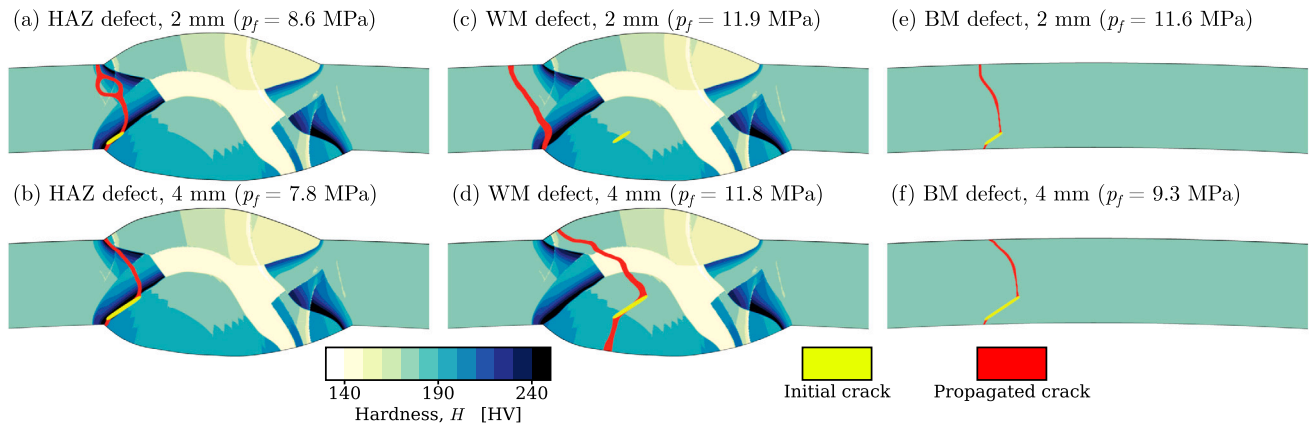 (a) HAZ defect, 2 mm (p_f = 8.6 MPa)
(c) WM defect, 2 mm (p_f = 11.9 MPa)
(e) BM defect, 2 mm (p_f = 11.6 MPa)
(b) HAZ defect, 4 mm (p_f = 7.8 MPa)
(d) WM defect, 4 mm (p_f = 11.8 MPa)
(f) BM defect, 4 mm (p_f = 9.3 MPa)
140 190 240
Hardness, H [HV]
Initial crack
Propagated crack